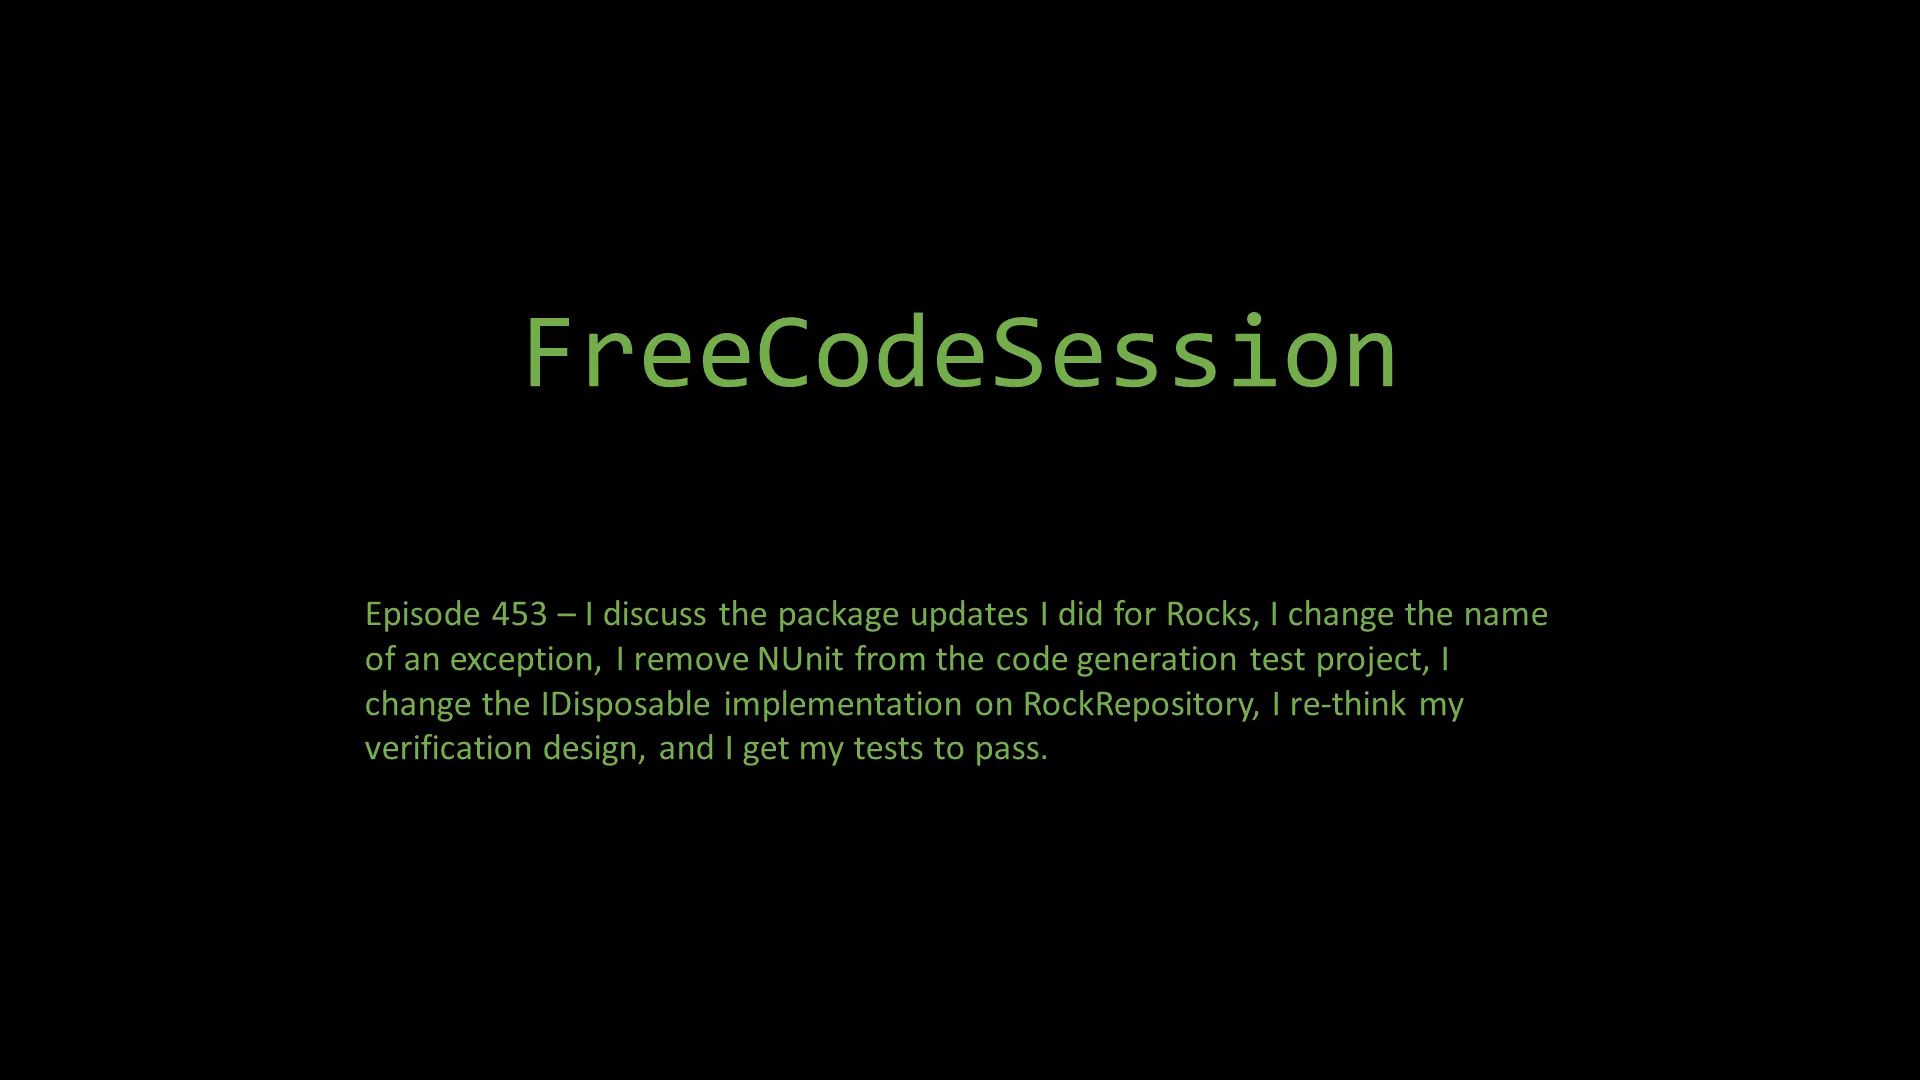 FreeCodeSession
Episode 453 – I discuss the package updates I did for Rocks, I change the name
of an exception, I remove NUnit from the code generation test project, I
change the IDisposable implementation on RockRepository, I re-think my
verification design, and I get my tests to pass.